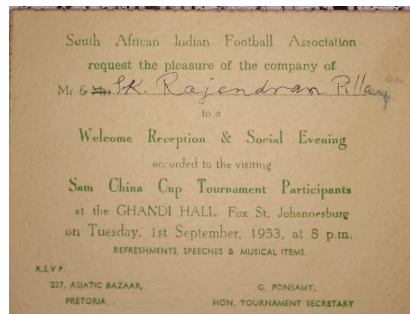 South African Indian Football Association
request the pleasure of the company of
Mr & Mrs. S.K. Rajendran Pillay
to a
Welcome Reception & Social Evening
accorded to the visiting
Sam China Cup Tournament Participants
at the GHANDI HALL. Fox St, Johannesburg
on Tuesday, 1st September, 1953, at 8 p.m.
REFRESHMENTS, SPEECHES & MUSICAL ITEMS.
R.S.V.P.
227, ASIATIC BAZAAR,
PRETORIA,
G. PONSAMY,
HON. TOURNAMENT SECRETARY